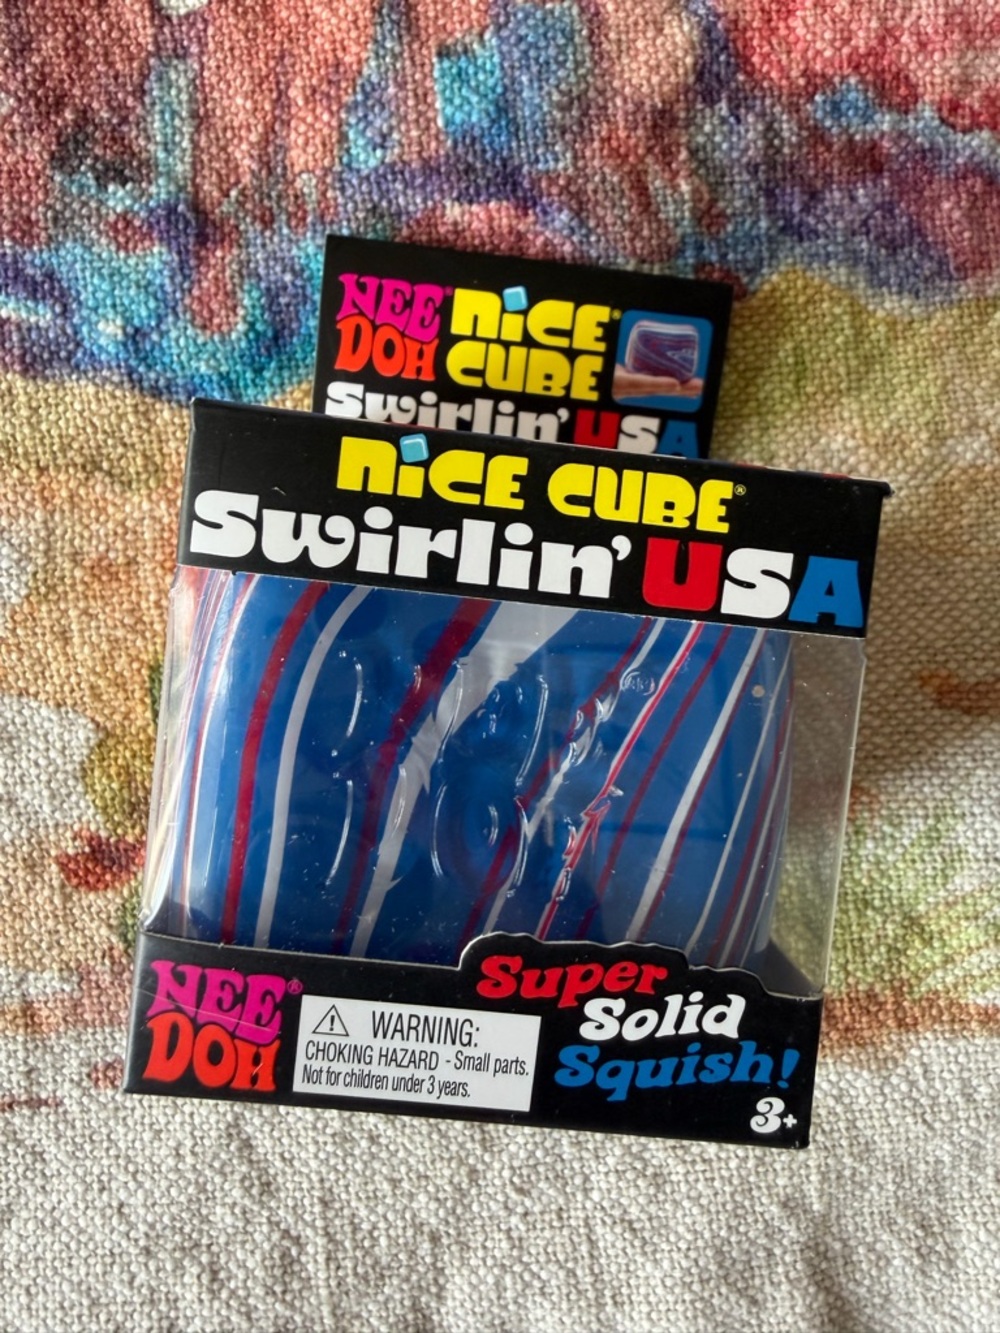 NEE DOH
NICE® CUBE
Swirlin' USA
NICE CUBE®
Swirlin' USA
NEE®
DOH
WARNING:
CHOKING HAZARD - Small parts.
Not for children under 3 years.
Super
Solid
Squish!
3+